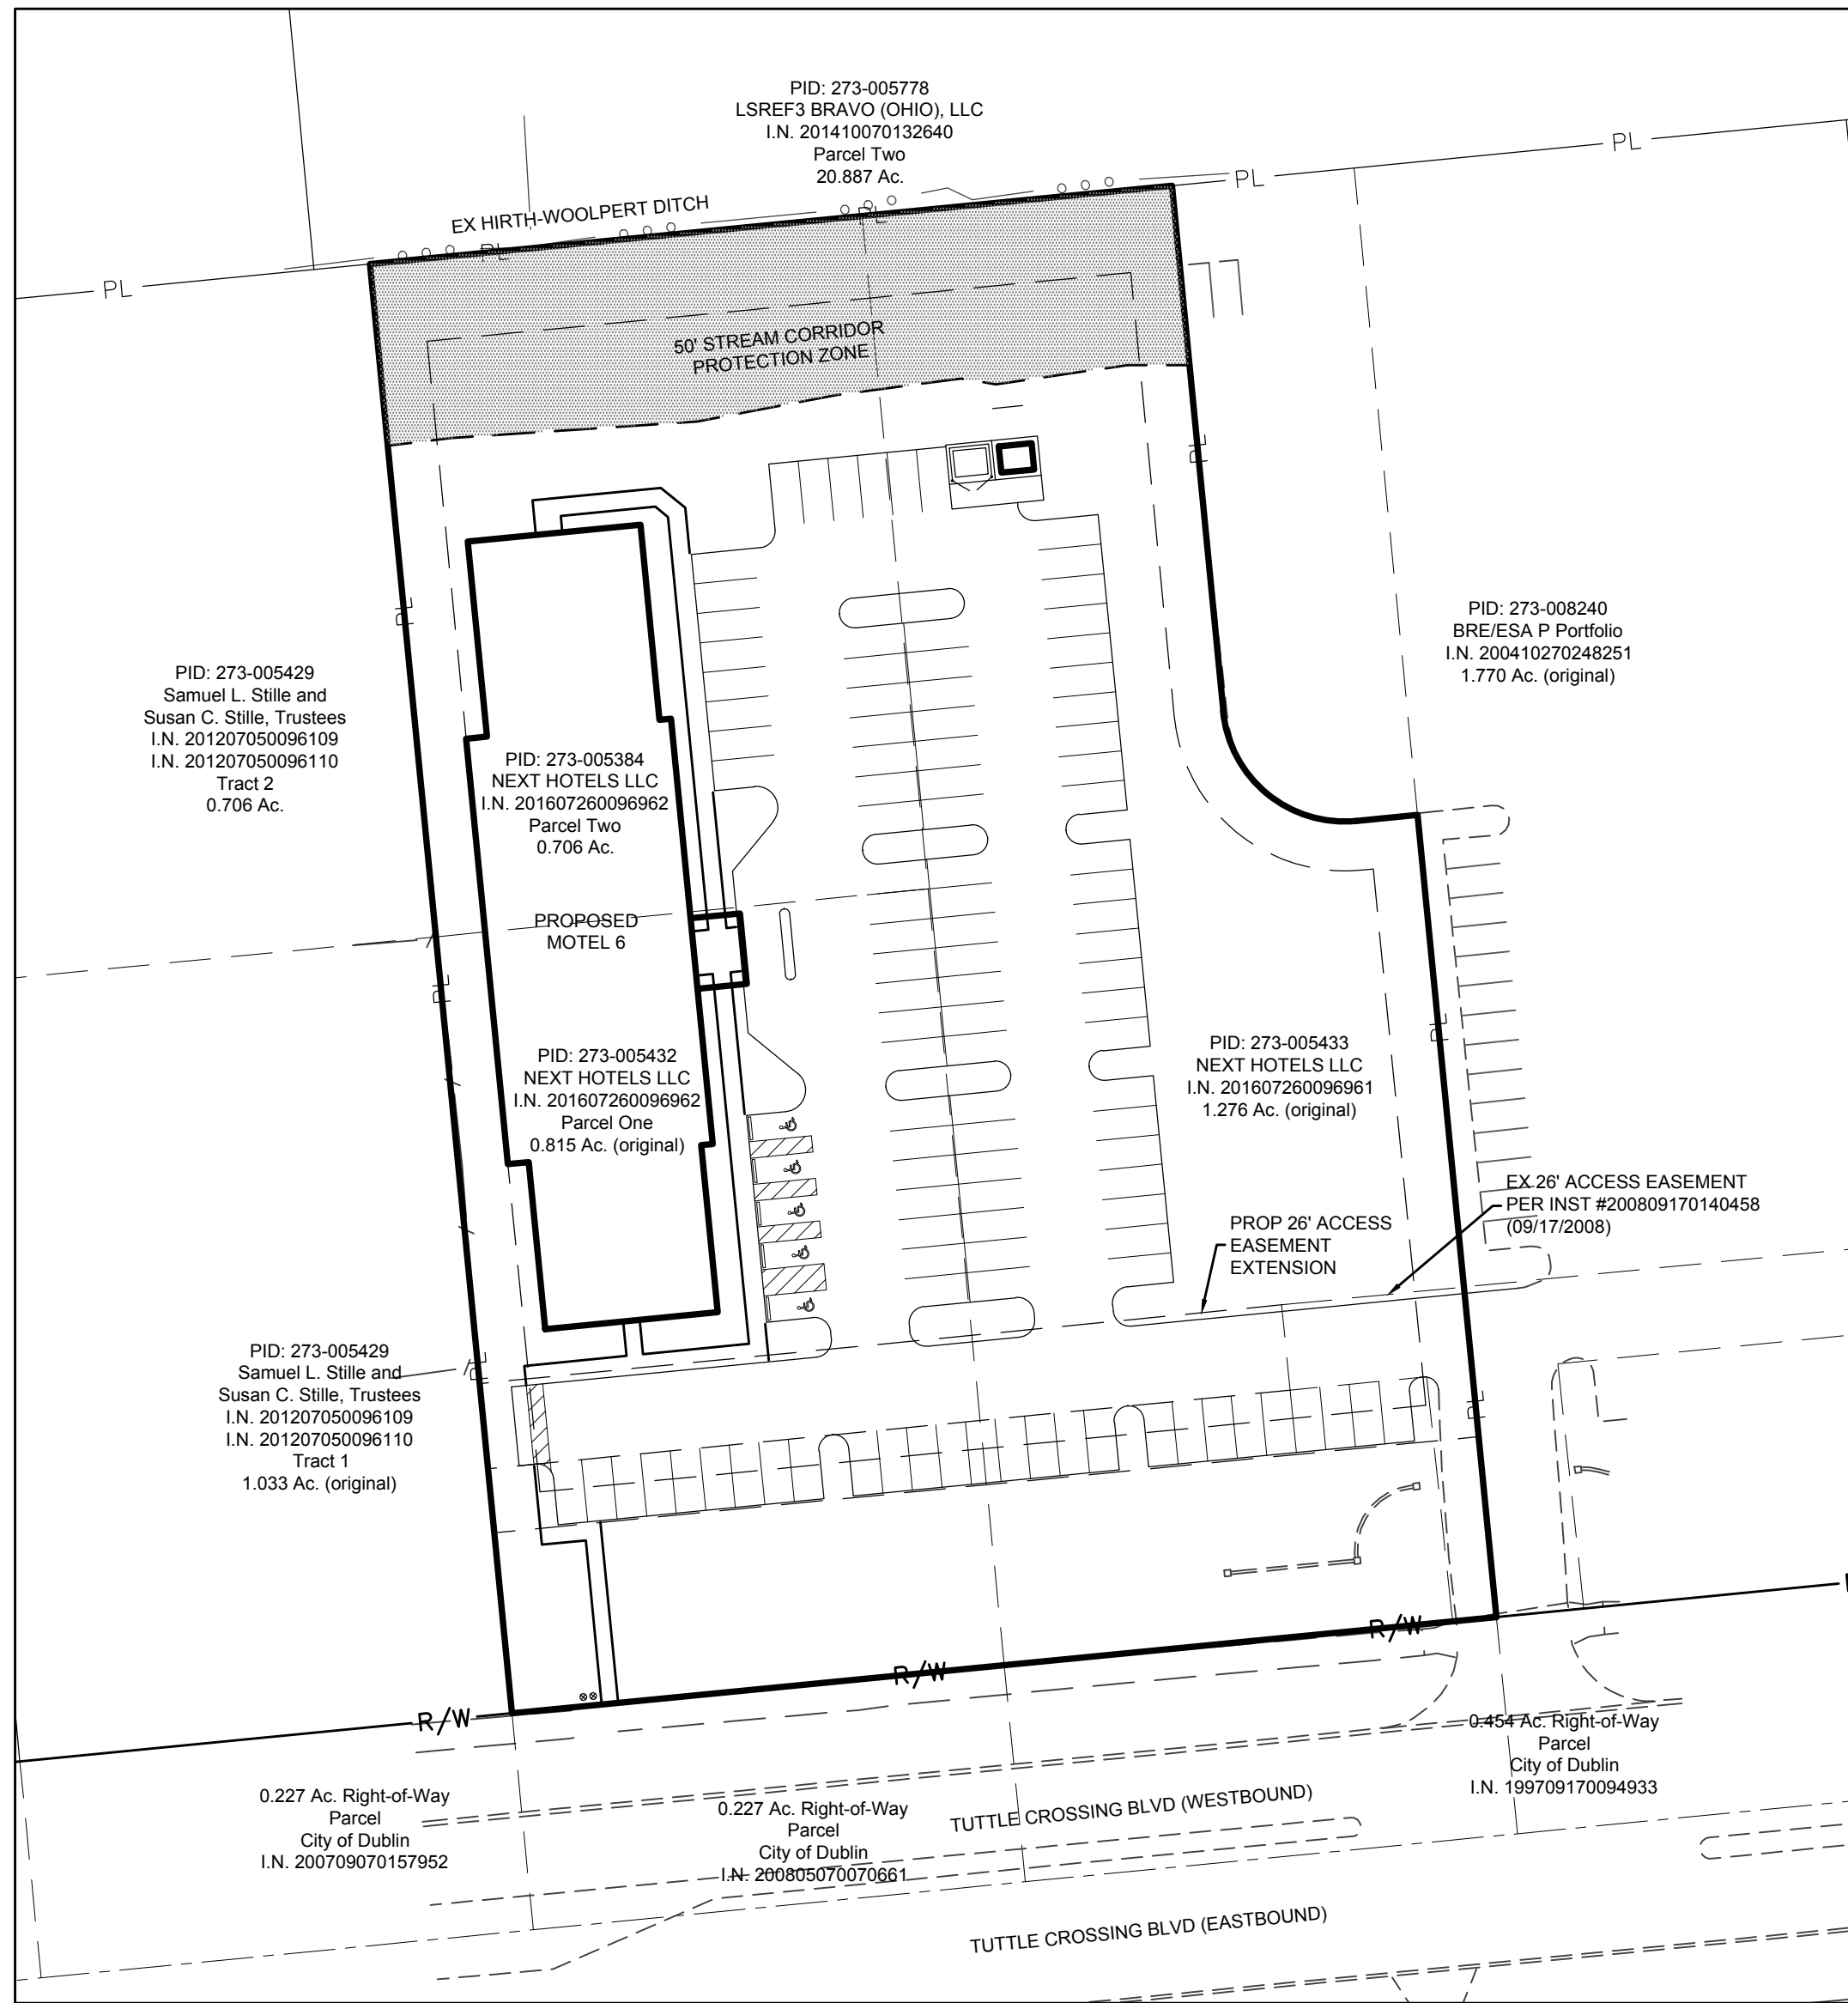 PID: 273-005778
LSREF3 BRAVO (OHIO), LLC
I.N. 201410070132640
Parcel Two
20.887 Ac.
PL
PL
EX HIRTH-WOOLPERT DITCH
PL
PL
PL
50' STREAM CORRIDOR
PROTECTION ZONE
PL
PL
PID: 273-008240
BRE/ESA P Portfolio
I.N. 200410270248251
1.770 Ac. (original)
PID: 273-005429
Samuel L. Stille and
Susan C. Stille, Trustees
I.N. 201207050096109
I.N. 201207050096110
Tract 2
0.706 Ac.
PID: 273-005384
NEXT HOTELS LLC
I.N. 201607260096962
Parcel Two
0.706 Ac.
PROPOSED
MOTEL 6
PL
PL
PID: 273-005432
NEXT HOTELS LLC
I.N. 201607260096962
Parcel One
0.815 Ac. (original)
PID: 273-005433
NEXT HOTELS LLC
I.N. 201607260096961
1.276 Ac. (original)
EX 26' ACCESS EASEMENT
PER INST #200809170140458
(09/17/2008)
PROP 26' ACCESS
EASEMENT
EXTENSION
PID: 273-005429
Samuel L. Stille and
Susan C. Stille, Trustees
I.N. 201207050096109
I.N. 201207050096110
Tract 1
1.033 Ac. (original)
PL
PL
R/W
R/W
R/W
0.454 Ac. Right-of-Way
Parcel
City of Dublin
I.N. 199709170094933
0.227 Ac. Right-of-Way
Parcel
City of Dublin
I.N. 200709070157952
0.227 Ac. Right-of-Way
Parcel
City of Dublin
I.N. 200805070070661
TUTTLE CROSSING BLVD (WESTBOUND)
TUTTLE CROSSING BLVD (EASTBOUND)